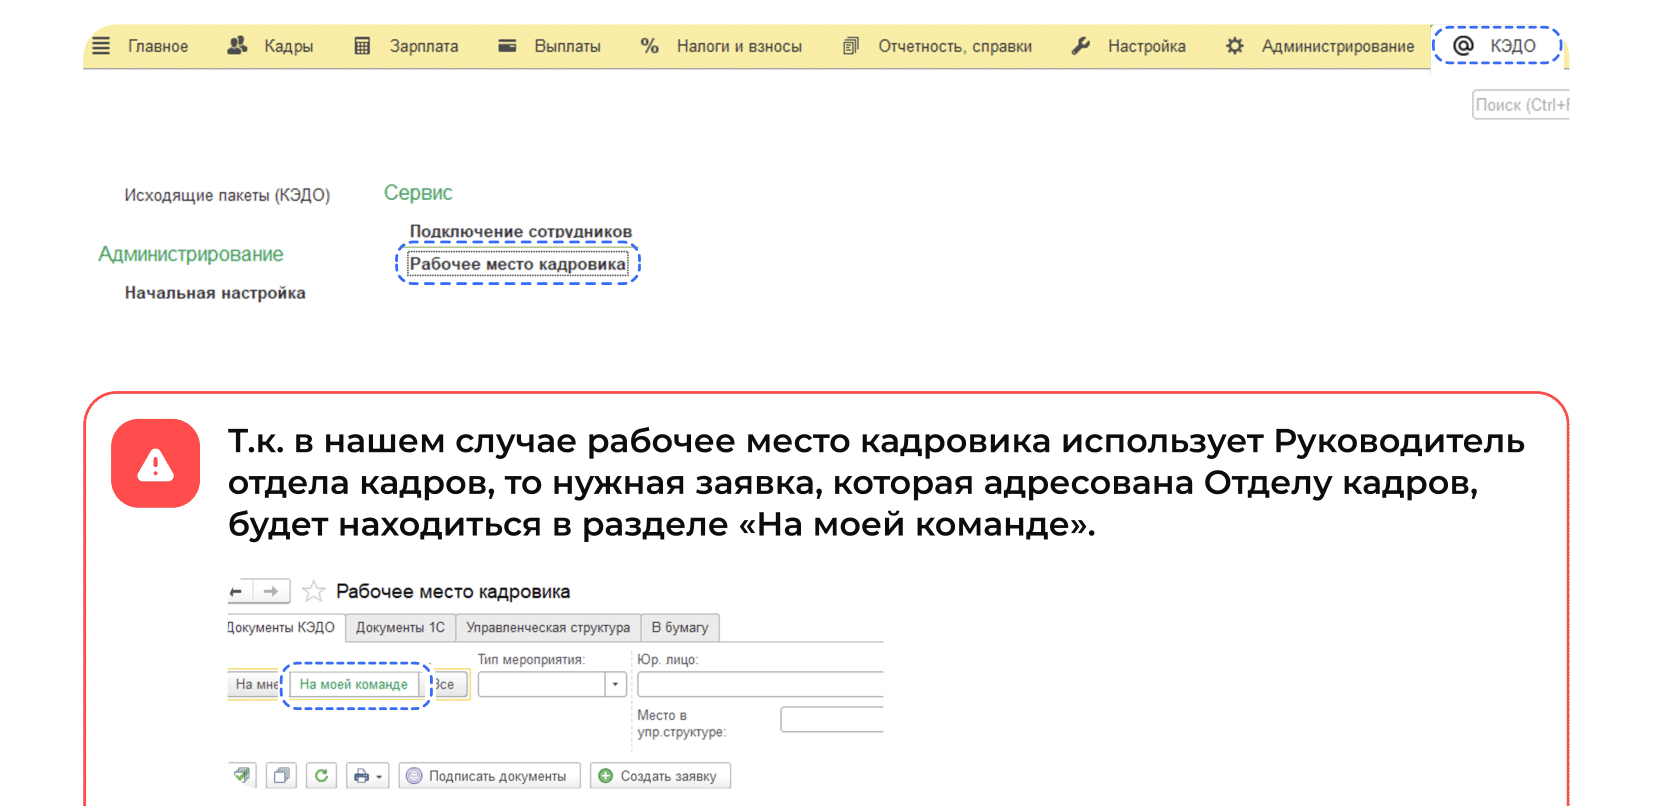 Главное Кадры Зарплата Выплаты % Налоги и взносы Отчетность, справки Настройка Администрирование @ КЭДО
Поиск (Ctrl+F
Исходящие пакеты (КЭДО)
Администрирование
Начальная настройка
Сервис
Подключение сотрудников
Рабочее место кадровика
Т.к. в нашем случае рабочее место кадровика использует Руководитель
отдела кадров, то нужная заявка, которая адресована Отделу кадров,
будет находиться в разделе «На моей команде».
Рабочее место кадровика
Документы КЭДО Документы 1С Управленческая структура В бумагу
Тип мероприятия: Юр. лицо:
На мне На моей команде Все
Место в
упр.структуре:
Подписать документы Создать заявку